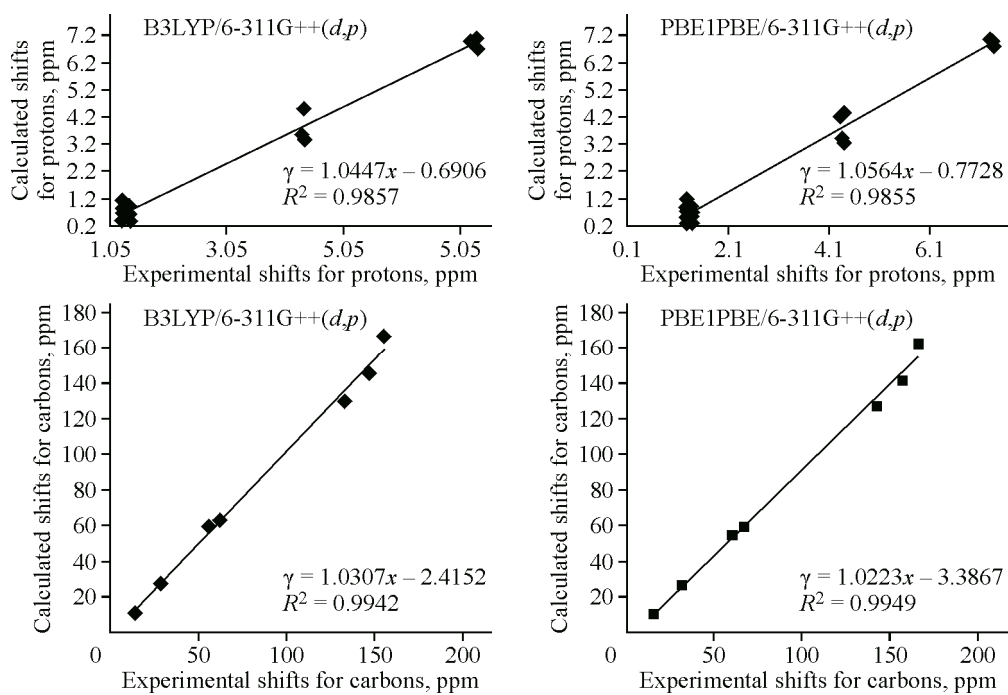 B3LYP/6-311G++(d,p)
Calculated shifts
for protons, ppm
7.2
6.2
5.2
4.2
3.2
2.2
1.2
0.2
γ = 1.0447x – 0.6906
R² = 0.9857
1.05 3.05 5.05 5.05
Experimental shifts for protons, ppm
PBE1PBE/6-311G++(d,p)
Calculated shifts
for protons, ppm
7.2
6.2
5.2
4.2
3.2
2.2
1.2
0.2
γ = 1.0564x – 0.7728
R² = 0.9855
0.1 2.1 4.1 6.1
Experimental shifts for protons, ppm
B3LYP/6-311G++(d,p)
Calculated shifts for carbons, ppm
180
160
140
120
100
80
60
40
20
γ = 1.0307x – 2.4152
R² = 0.9942
0 50 100 150 200
Experimental shifts for carbons, ppm
PBE1PBE/6-311G++(d,p)
Calculated shifts for carbons, ppm
180
160
140
120
100
80
60
40
20
γ = 1.0223x – 3.3867
R² = 0.9949
0 50 100 150 200
Experimental shifts for carbons, ppm